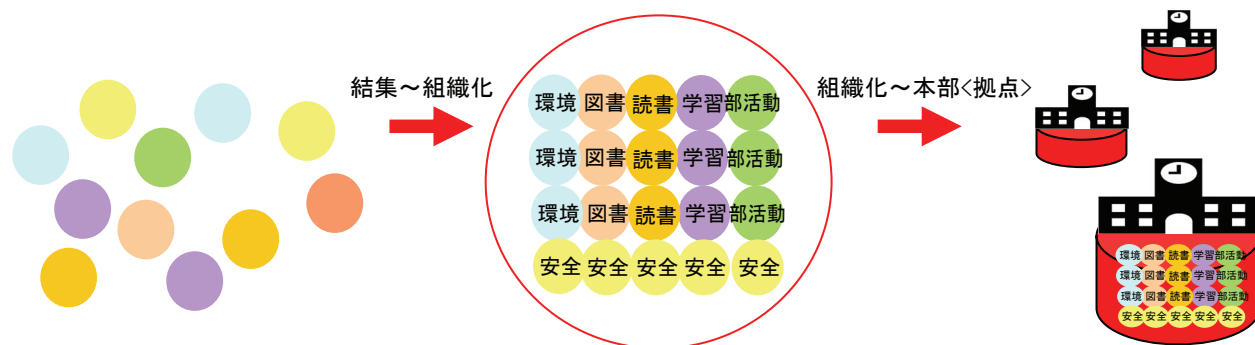 結集～組織化
環境 図書 読書 学習 部活動
環境 図書 読書 学習 部活動
環境 図書 読書 学習 部活動
安全 安全 安全 安全 安全
組織化～本部<拠点>
環境 図書 読書 学習 部活動
環境 図書 読書 学習 部活動
環境 図書 読書 学習 部活動
安全 安全 安全 安全 安全